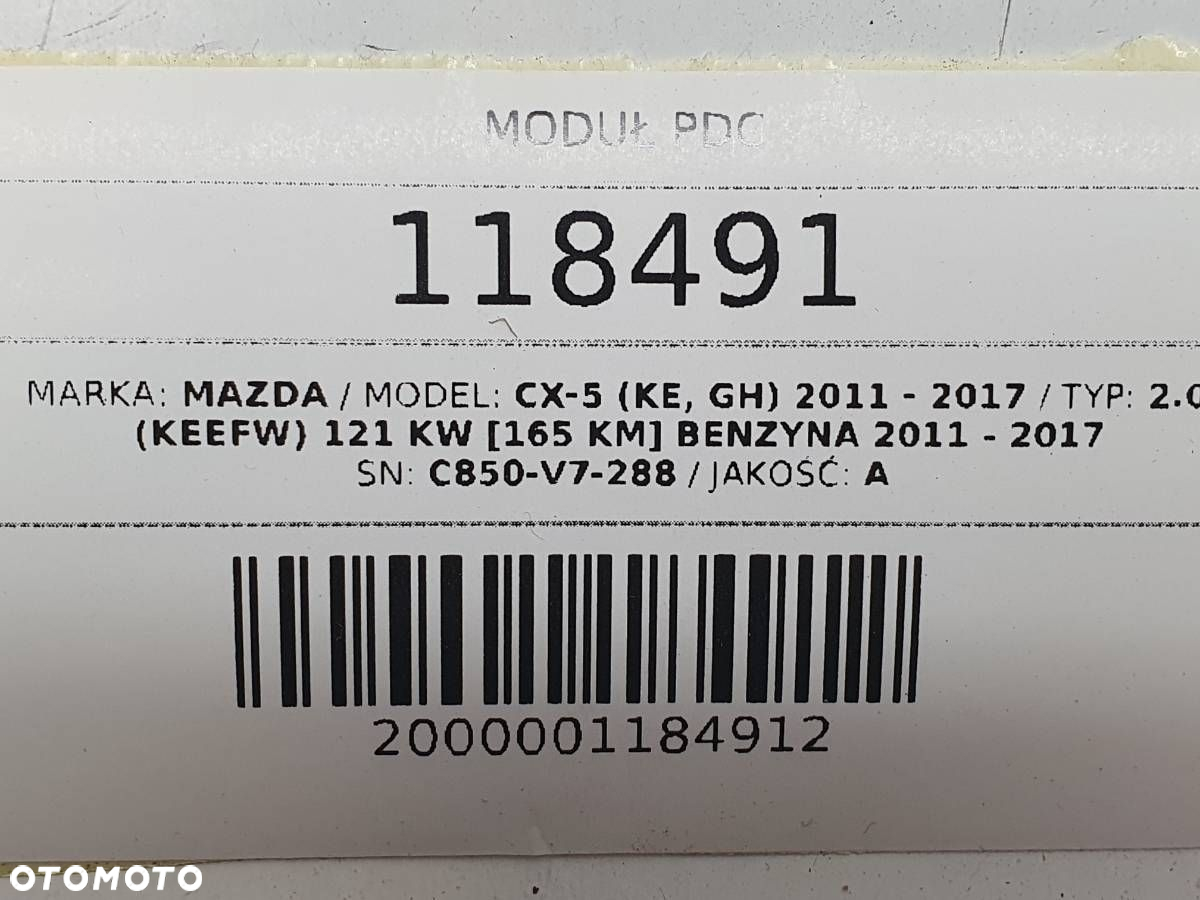 MODUŁ PDC
118491
MARKA: MAZDA / MODEL: CX-5 (KE, GH) 2011 - 2017 / TYP: 2.0
(KEEFW) 121 KW [165 KM] BENZYNA 2011 - 2017
SN: C850-V7-288 / JAKOŚĆ: A
2000001184912
OTOMOTO